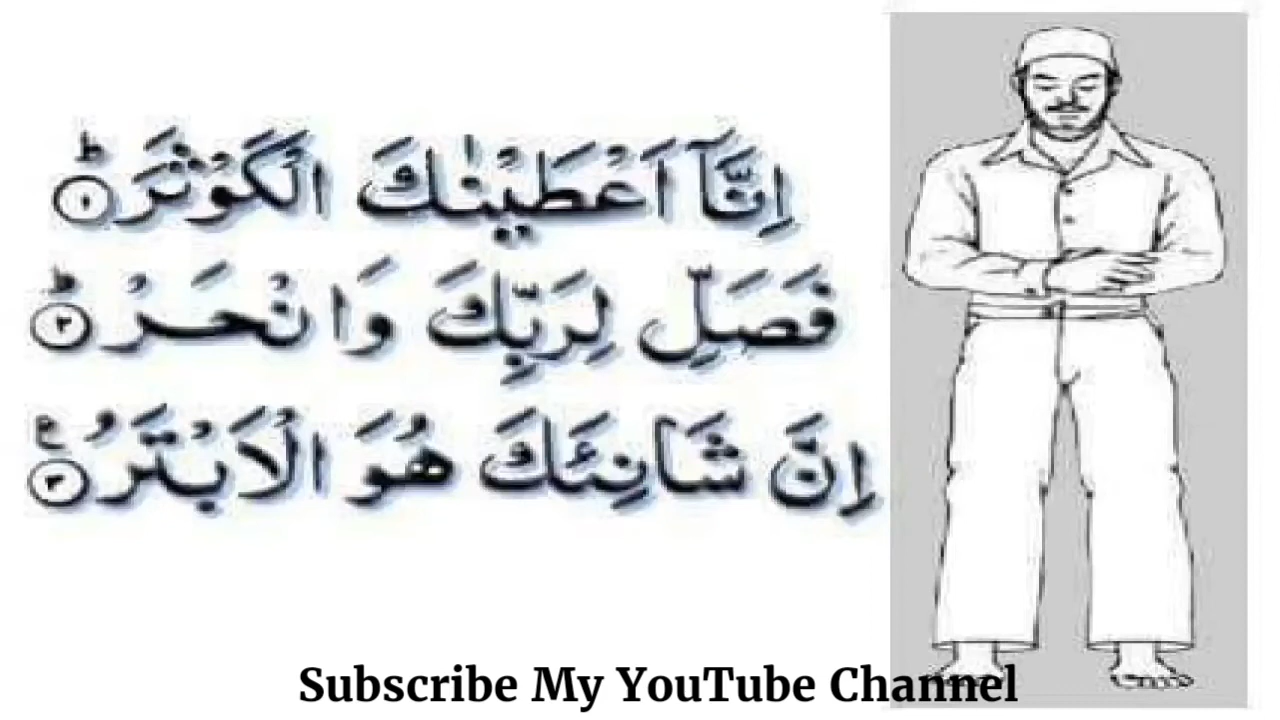 اِنَّاۤ اَعْطَيْنٰكَ الْكَوْثَرَؕ ۝١
فَصَلِّ لِرَبِّكَ وَانْحَرْؕ ۝٢
اِنَّ شَانِئَكَ هُوَ الْاَبْتَرُ۠ ۝٣
Subscribe My YouTube Channel